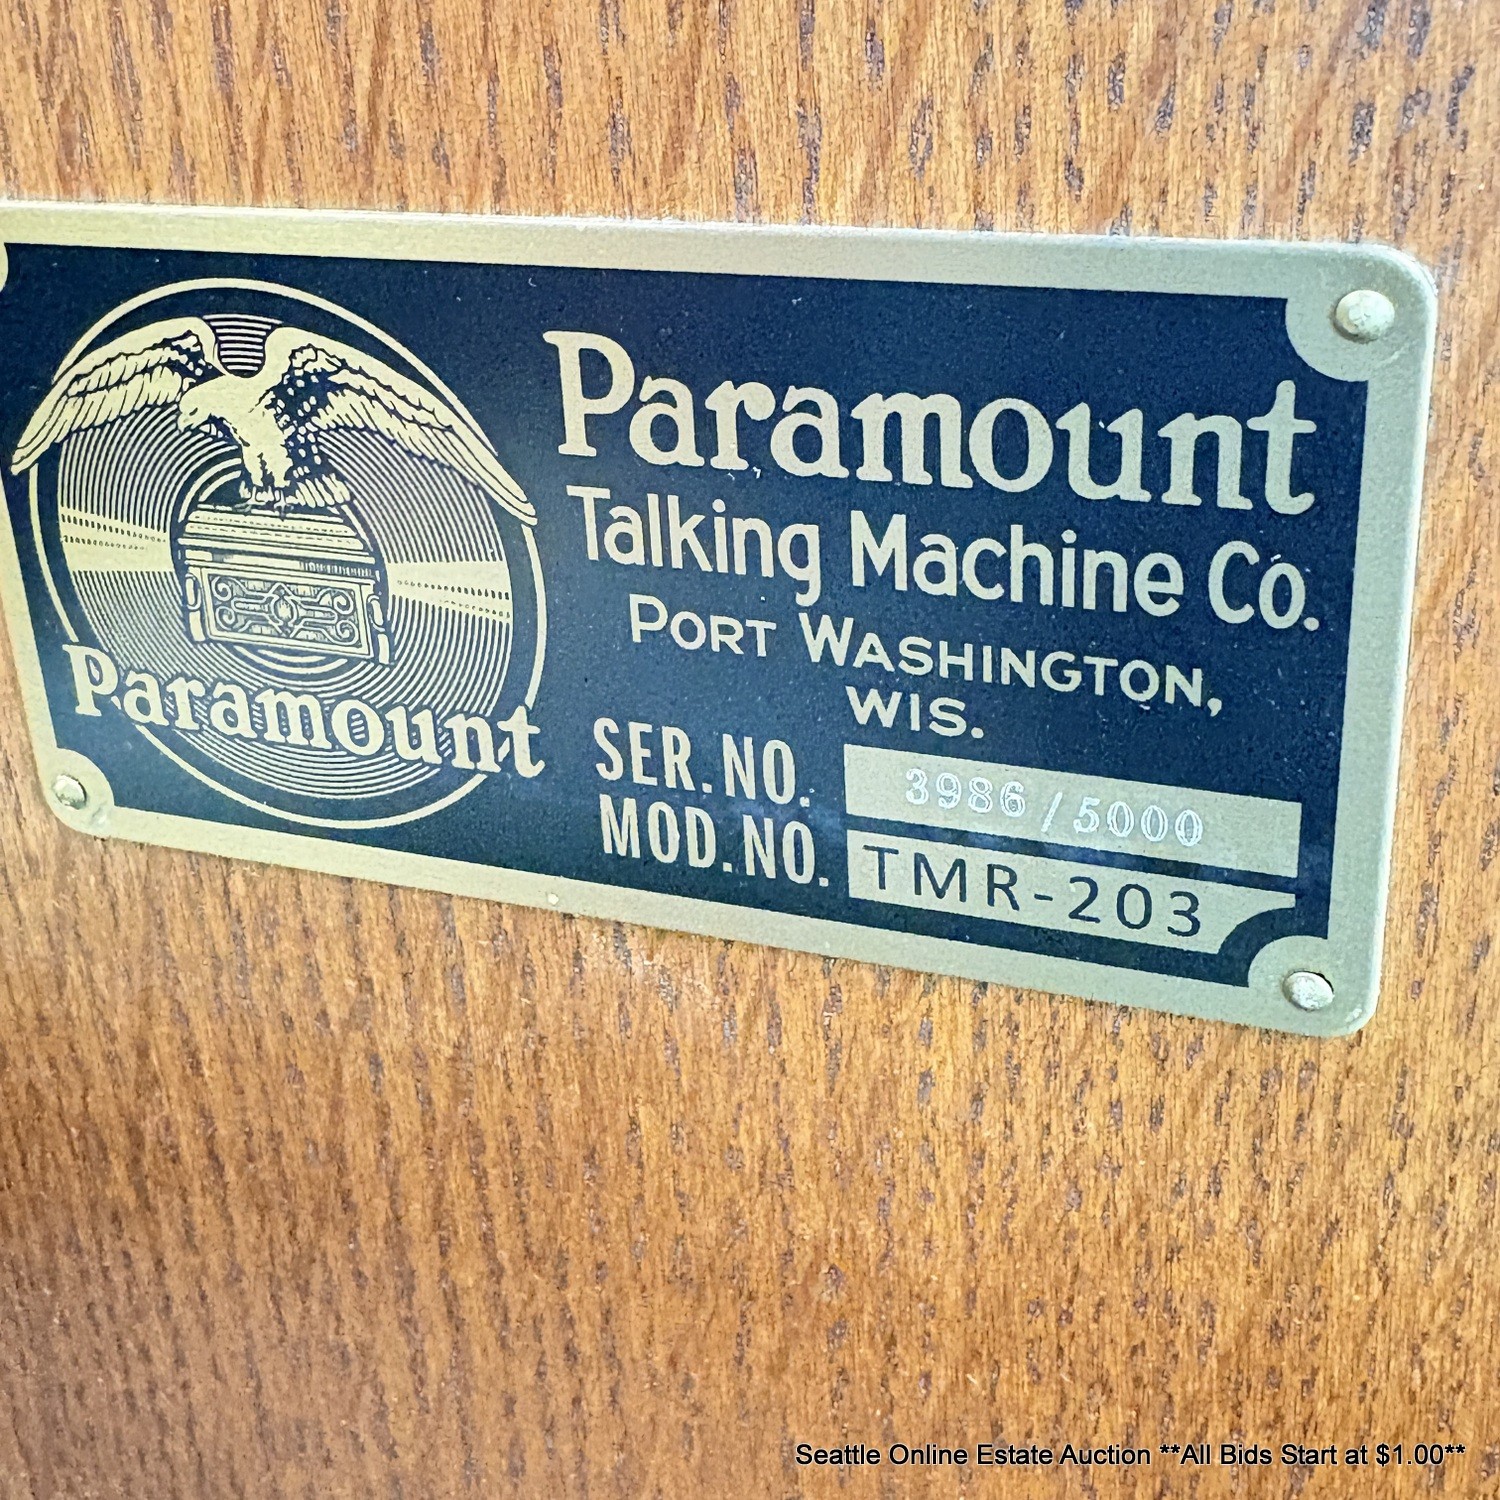 Paramount
Paramount
Talking Machine Co.
PORT WASHINGTON,
WIS.
SER. NO. 3986/5000
MOD. NO. TMR-203
Seattle Online Estate Auction **All Bids Start at $1.00**